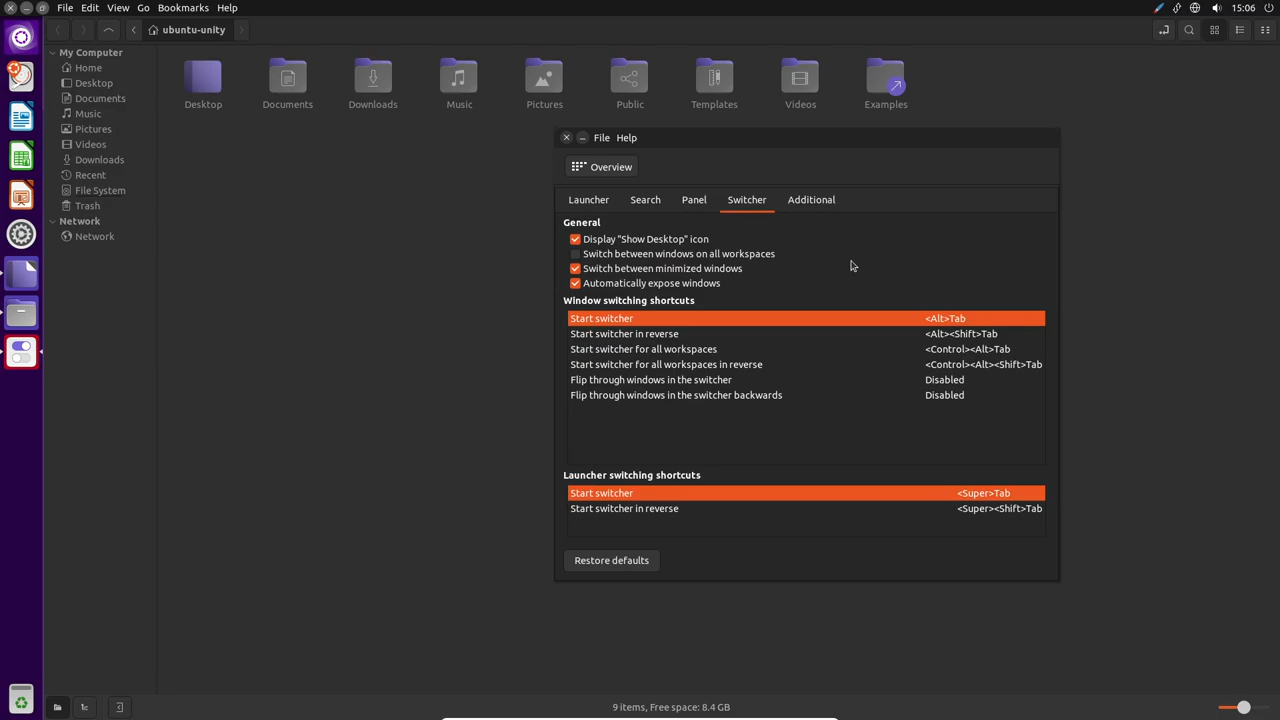 File Edit View Go Bookmarks Help
15:06
ubuntu-unity
My Computer
Home
Desktop
Documents
Music
Pictures
Videos
Downloads
Recent
File System
Trash
Network
Network
Desktop Documents Downloads Music Pictures Public Templates Videos Examples
File Help
Overview
Launcher Search Panel Switcher Additional
General
Display "Show Desktop" icon
Switch between windows on all workspaces
Switch between minimized windows
Automatically expose windows
Window switching shortcuts
Start switcher <Alt>Tab
Start switcher in reverse <Alt><Shift>Tab
Start switcher for all workspaces <Control><Alt>Tab
Start switcher for all workspaces in reverse <Control><Alt><Shift>Tab
Flip through windows in the switcher Disabled
Flip through windows in the switcher backwards Disabled
Launcher switching shortcuts
Start switcher <Super>Tab
Start switcher in reverse <Super><Shift>Tab
Restore defaults
9 items, Free space: 8.4 GB